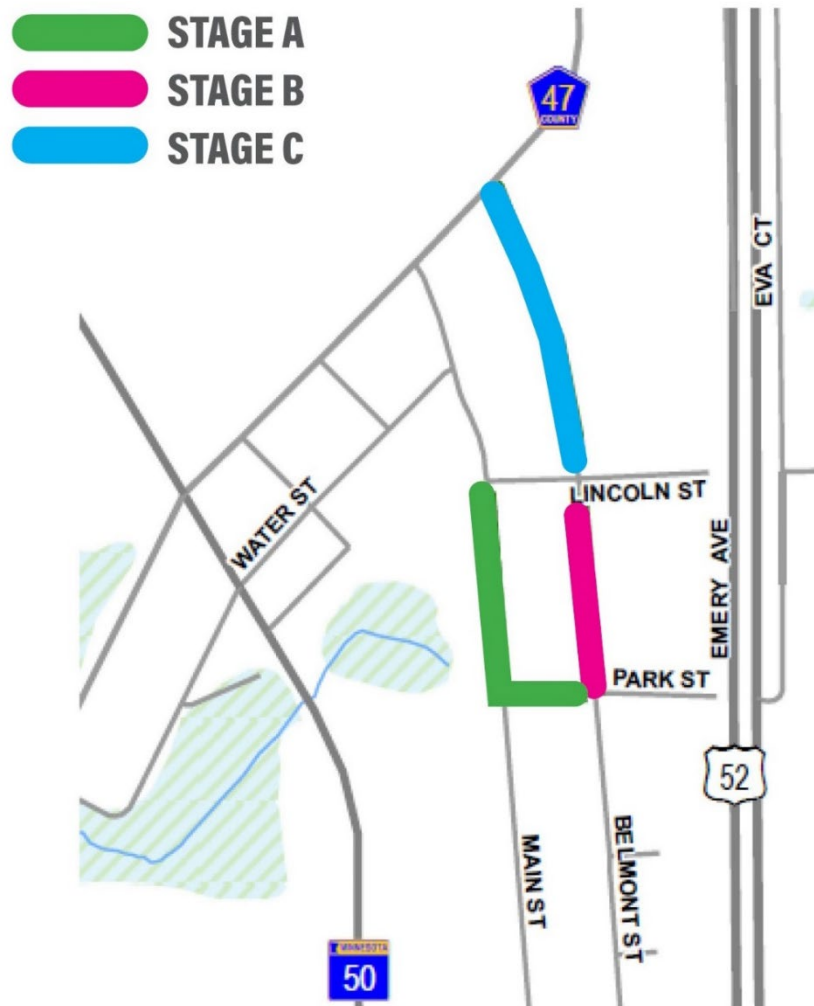 STAGE A
STAGE B
STAGE C
47
COUNTY
EVA CT
WATER ST
LINCOLN ST
EMERY AVE
PARK ST
52
MAIN ST
BELMONT ST
MINNESOTA
50